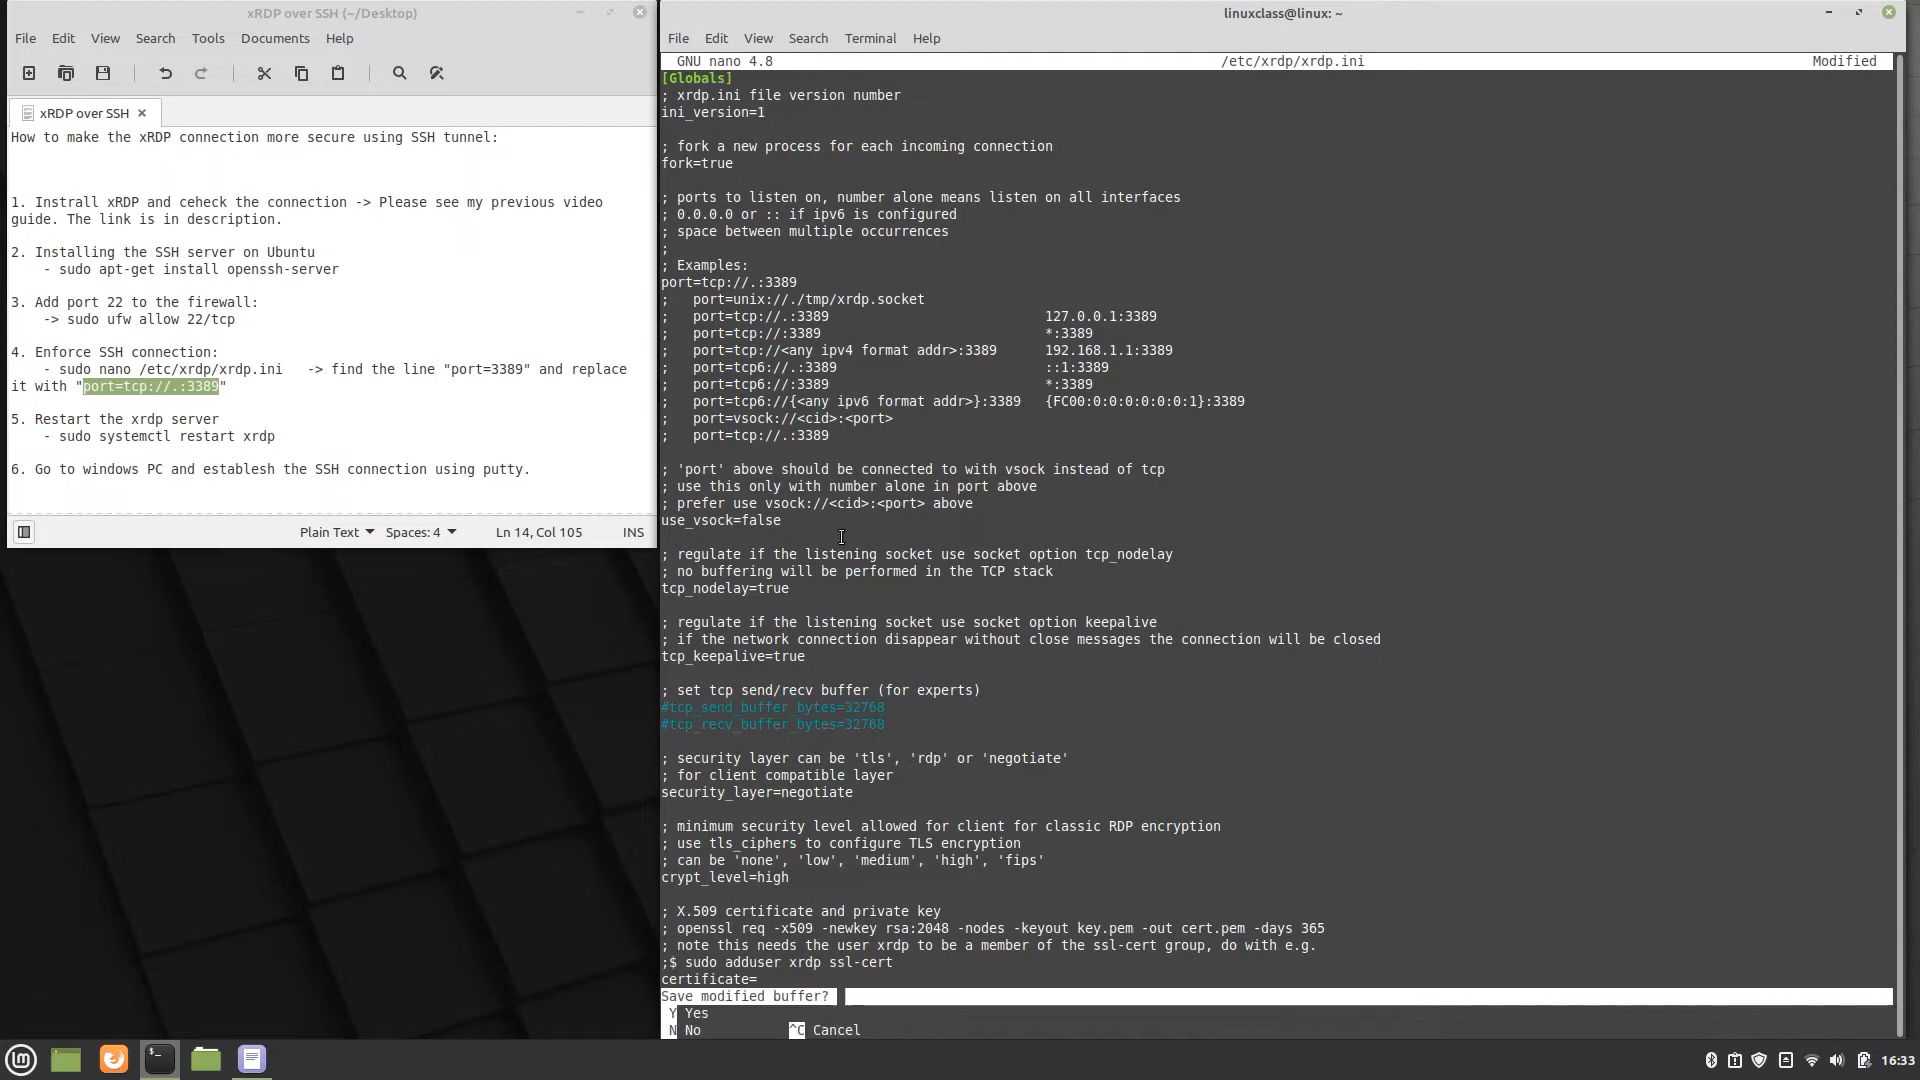 xRDP over SSH (~/Desktop)
File Edit View Search Tools Documents Help
xRDP over SSH
How to make the xRDP connection more secure using SSH tunnel:
1. Instrall xRDP and ceheck the connection -> Please see my previous video
guide. The link is in description.
2. Installing the SSH server on Ubuntu
- sudo apt-get install openssh-server
3. Add port 22 to the firewall:
-> sudo ufw allow 22/tcp
4. Enforce SSH connection:
- sudo nano /etc/xrdp/xrdp.ini -> find the line "port=3389" and replace
it with "port=tcp://.:3389"
5. Restart the xrdp server
- sudo systemctl restart xrdp
6. Go to windows PC and establesh the SSH connection using putty.
Plain Text Spaces: 4 Ln 14, Col 105 INS
linuxclass@linux: ~
File Edit View Search Terminal Help
GNU nano 4.8 /etc/xrdp/xrdp.ini Modified
[Globals]
; xrdp.ini file version number
ini_version=1
; fork a new process for each incoming connection
fork=true
; ports to listen on, number alone means listen on all interfaces
; 0.0.0.0 or :: if ipv6 is configured
; space between multiple occurrences
;
; Examples:
port=tcp://.:3389
; port=unix://./tmp/xrdp.socket
; port=tcp://.:3389 127.0.0.1:3389
; port=tcp://:3389 *:3389
; port=tcp://<any ipv4 format addr>:3389 192.168.1.1:3389
; port=tcp6://.:3389 ::1:3389
; port=tcp6://:3389 *:3389
; port=tcp6://{<any ipv6 format addr>}:3389 {FC00:0:0:0:0:0:0:1}:3389
; port=vsock://<cid>:<port>
; port=tcp://.:3389
; 'port' above should be connected to with vsock instead of tcp
; use this only with number alone in port above
; prefer use vsock://<cid>:<port> above
use_vsock=false
; regulate if the listening socket use socket option tcp_nodelay
; no buffering will be performed in the TCP stack
tcp_nodelay=true
; regulate if the listening socket use socket option keepalive
; if the network connection disappear without close messages the connection will be closed
tcp_keepalive=true
; set tcp send/recv buffer (for experts)
#tcp_send_buffer_bytes=32768
#tcp_recv_buffer_bytes=32768
; security layer can be 'tls', 'rdp' or 'negotiate'
; for client compatible layer
security_layer=negotiate
; minimum security level allowed for client for classic RDP encryption
; use tls_ciphers to configure TLS encryption
; can be 'none', 'low', 'medium', 'high', 'fips'
crypt_level=high
; X.509 certificate and private key
; openssl req -x509 -newkey rsa:2048 -nodes -keyout key.pem -out cert.pem -days 365
; note this needs the user xrdp to be a member of the ssl-cert group, do with e.g.
;$ sudo adduser xrdp ssl-cert
certificate=
Save modified buffer?
Y Yes
N No ^C Cancel
16:33